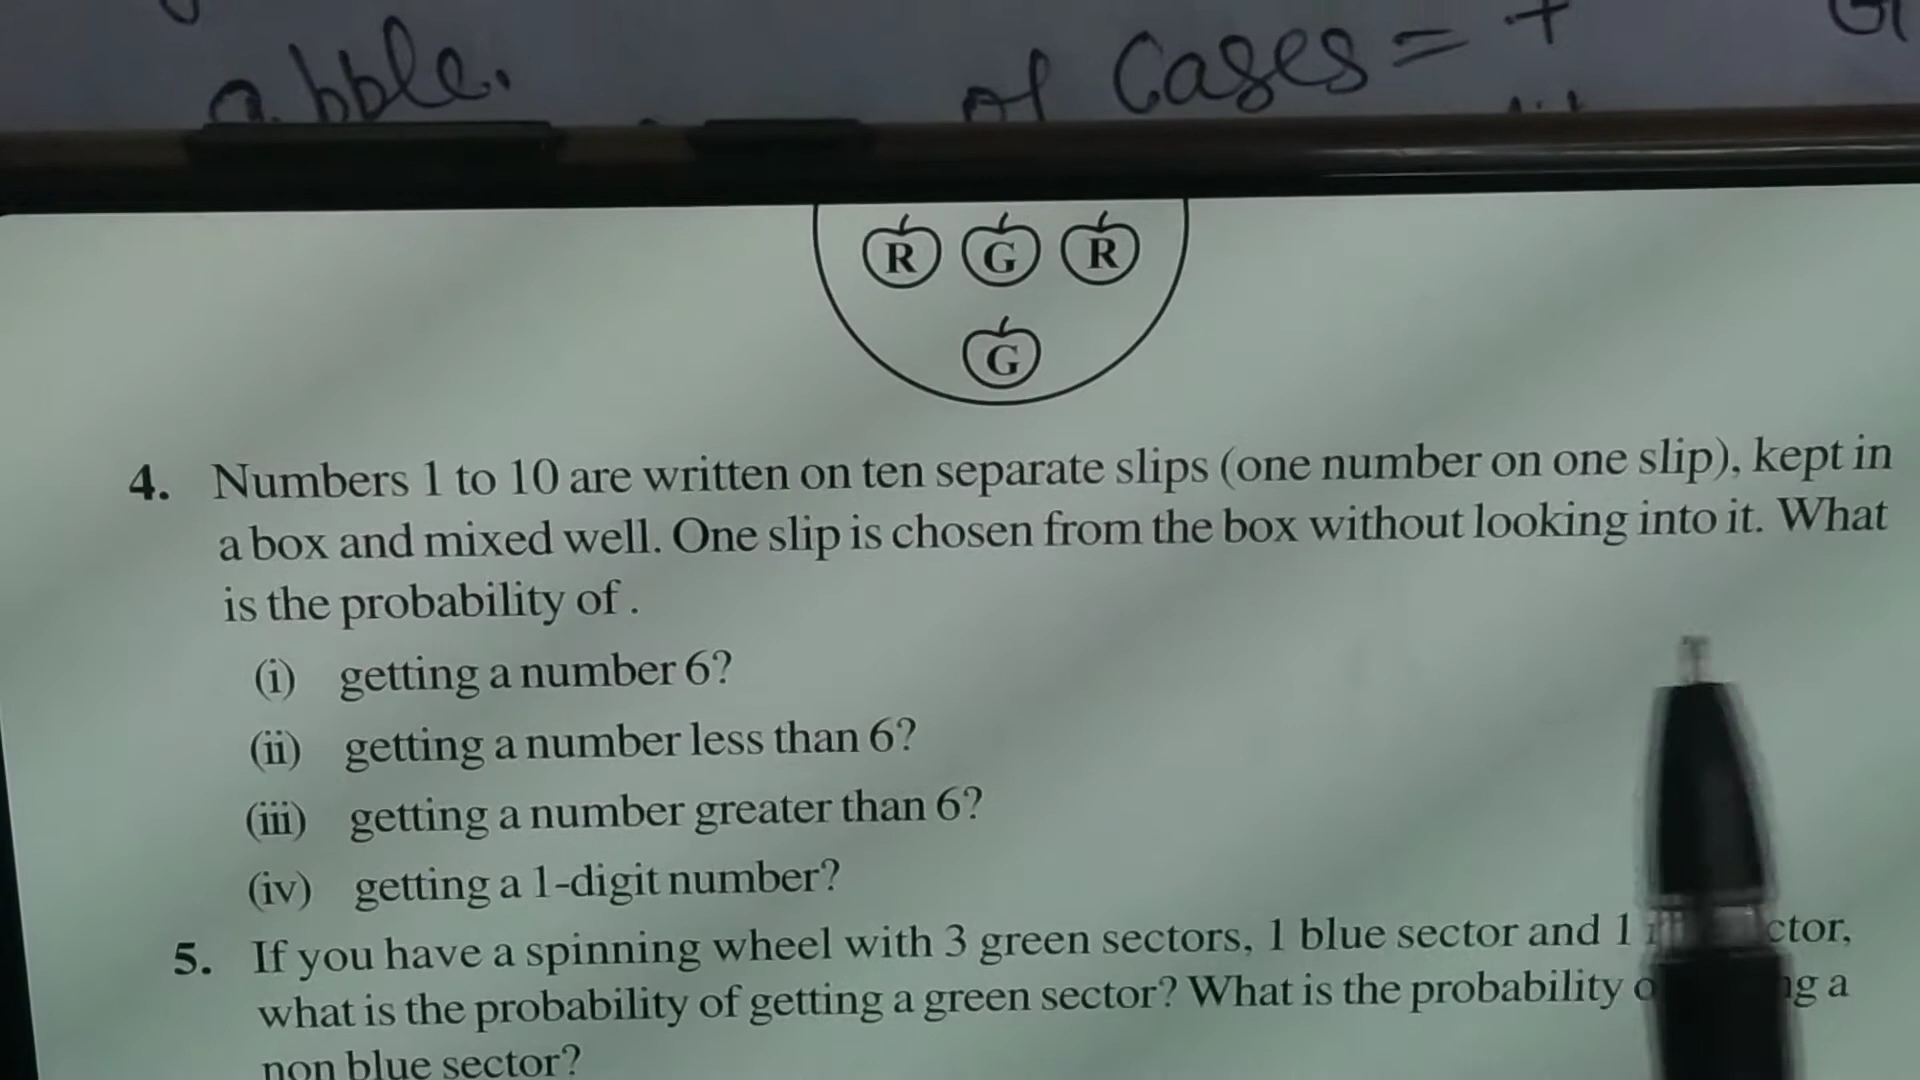 apple.
of Cases =
R G R
G
4. Numbers 1 to 10 are written on ten separate slips (one number on one slip), kept in
a box and mixed well. One slip is chosen from the box without looking into it. What
is the probability of .
(i) getting a number 6?
(ii) getting a number less than 6?
(iii) getting a number greater than 6?
(iv) getting a 1-digit number?
5. If you have a spinning wheel with 3 green sectors, 1 blue sector and 1
what is the probability of getting a green sector? What is the probability a
non blue sector?